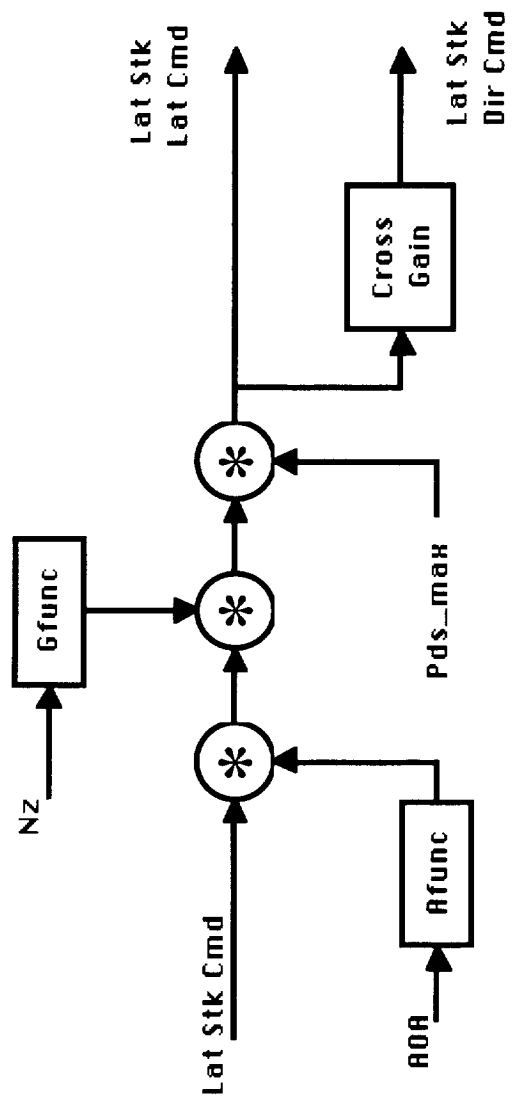 Nz
Gfunc
Lat Stk
Lat Cmd
Lat Stk Cmd
*
*
*
Cross
Gain
Lat Stk
Dir Cmd
AOA
Afunc
Pds_max